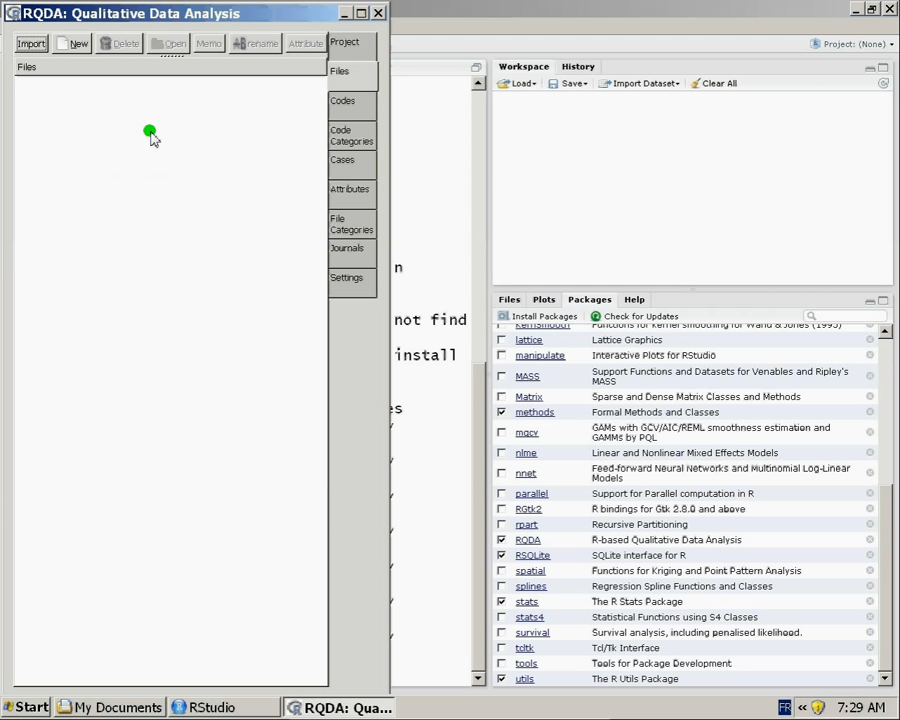 RQDA: Qualitative Data Analysis
Import New Delete Open Memo Rename Attribute
Files
Project
Files
Codes
Code
Categories
Cases
Attributes
File
Categories
Journals
Settings
n
not find
install
es
Project: (None)
Workspace History
Load Save Import Dataset Clear All
Files Plots Packages Help
Install Packages Check for Updates
KernSmooth Functions for kernel smoothing for Wand & Jones (1995)
lattice Lattice Graphics
manipulate Interactive Plots for RStudio
MASS Support Functions and Datasets for Venables and Ripley's
MASS
Matrix Sparse and Dense Matrix Classes and Methods
methods Formal Methods and Classes
mgcv GAMs with GCV/AIC/REML smoothness estimation and
GAMMs by PQL
nlme Linear and Nonlinear Mixed Effects Models
nnet Feed-forward Neural Networks and Multinomial Log-Linear
Models
parallel Support for Parallel computation in R
RGtk2 R bindings for Gtk 2.8.0 and above
rpart Recursive Partitioning
RQDA R-based Qualitative Data Analysis
RSQLite SQLite interface for R
spatial Functions for Kriging and Point Pattern Analysis
splines Regression Spline Functions and Classes
stats The R Stats Package
stats4 Statistical Functions using S4 Classes
survival Survival analysis, including penalised likelihood.
tcltk Tcl/Tk Interface
tools Tools for Package Development
utils The R Utils Package
Start My Documents RStudio RQDA: Qua... FR 7:29 AM